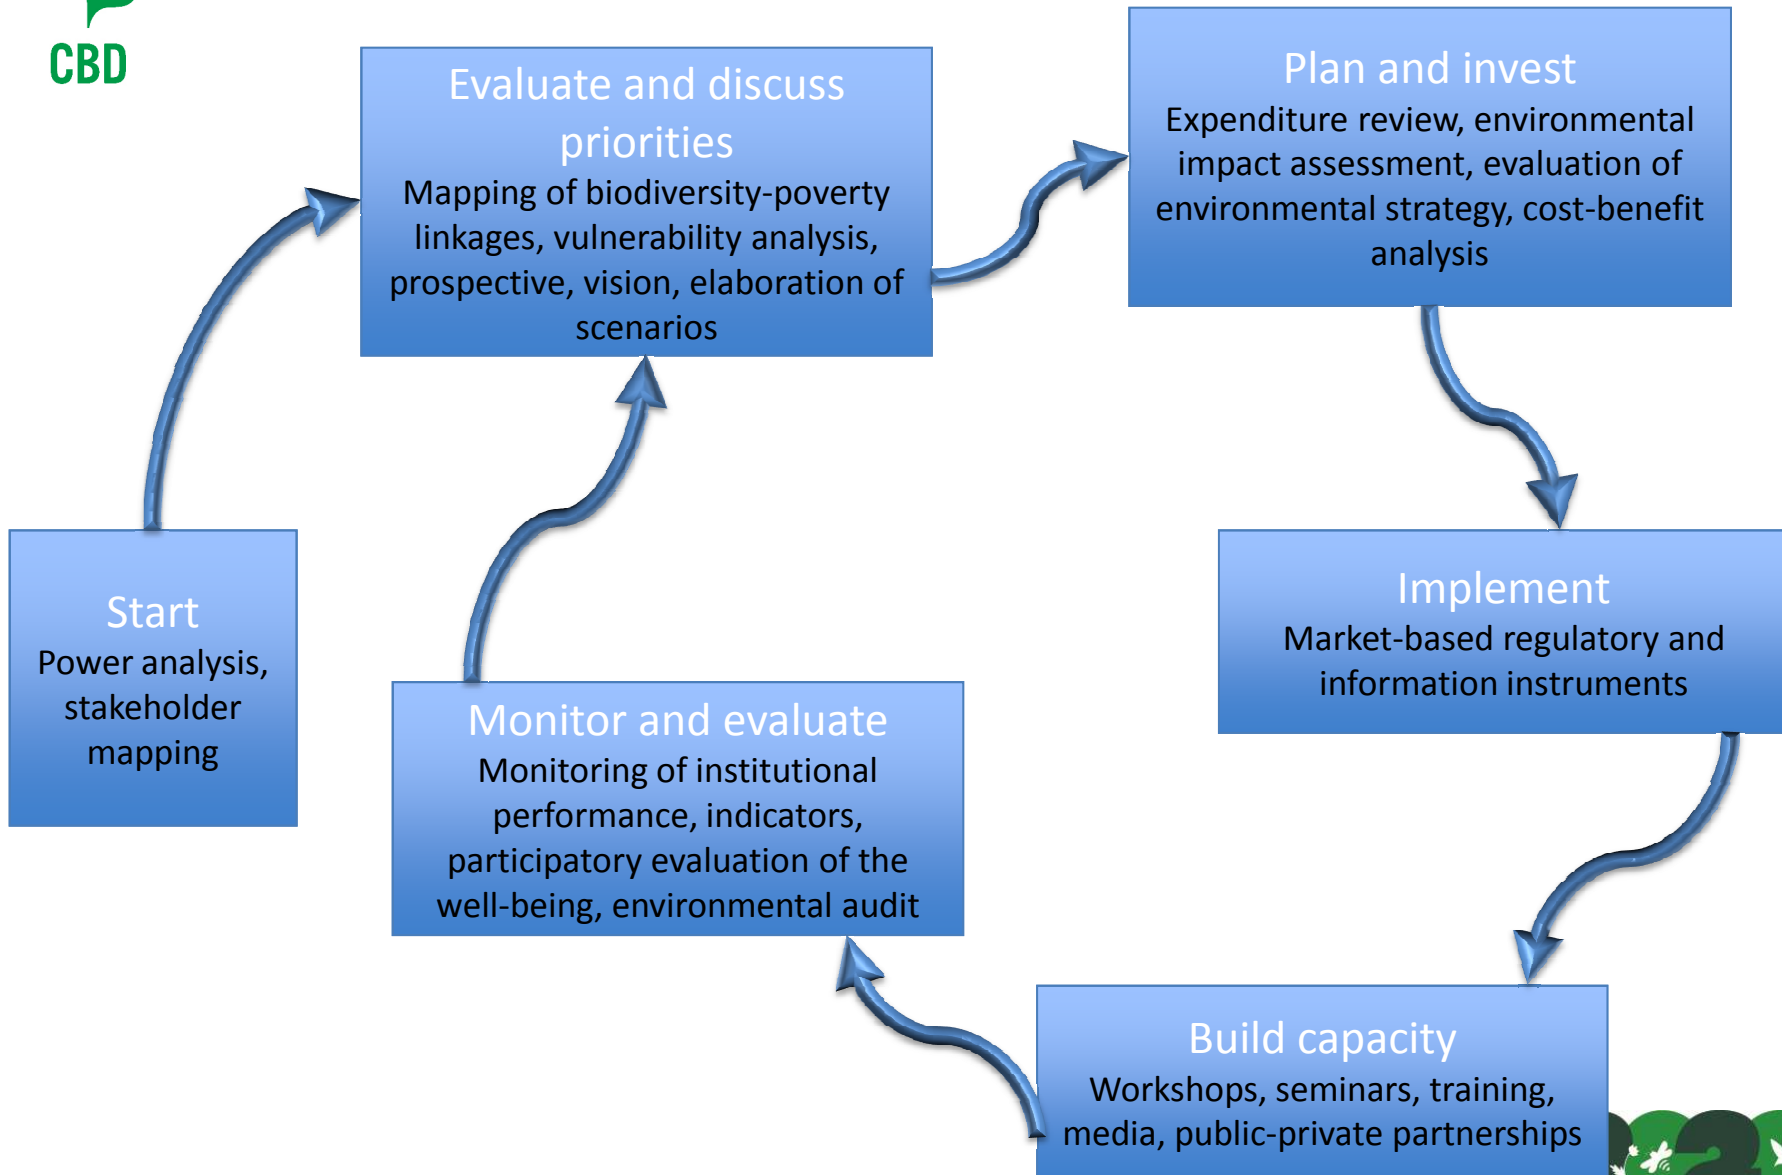 CBD
Evaluate and discuss
priorities
Mapping of biodiversity-poverty
linkages, vulnerability analysis,
prospective, vision, elaboration of
scenarios
Plan and invest
Expenditure review, environmental
impact assessment, evaluation of
environmental strategy, cost-benefit
analysis
Start
Power analysis,
stakeholder
mapping
Implement
Market-based regulatory and
information instruments
Monitor and evaluate
Monitoring of institutional
performance, indicators,
participatory evaluation of the
well-being, environmental audit
Build capacity
Workshops, seminars, training,
media, public-private partnerships